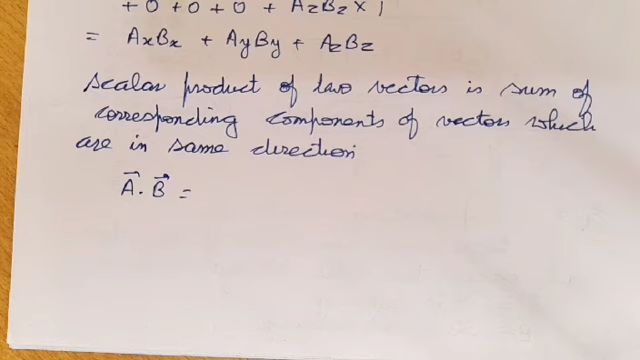 + 0 + 0 + 0 + AzBz × 1
= AxBx + AyBy + AzBz
Scalar product of two vectors is sum of
corresponding components of vectors which
are in same direction
A⃗ . B⃗ =